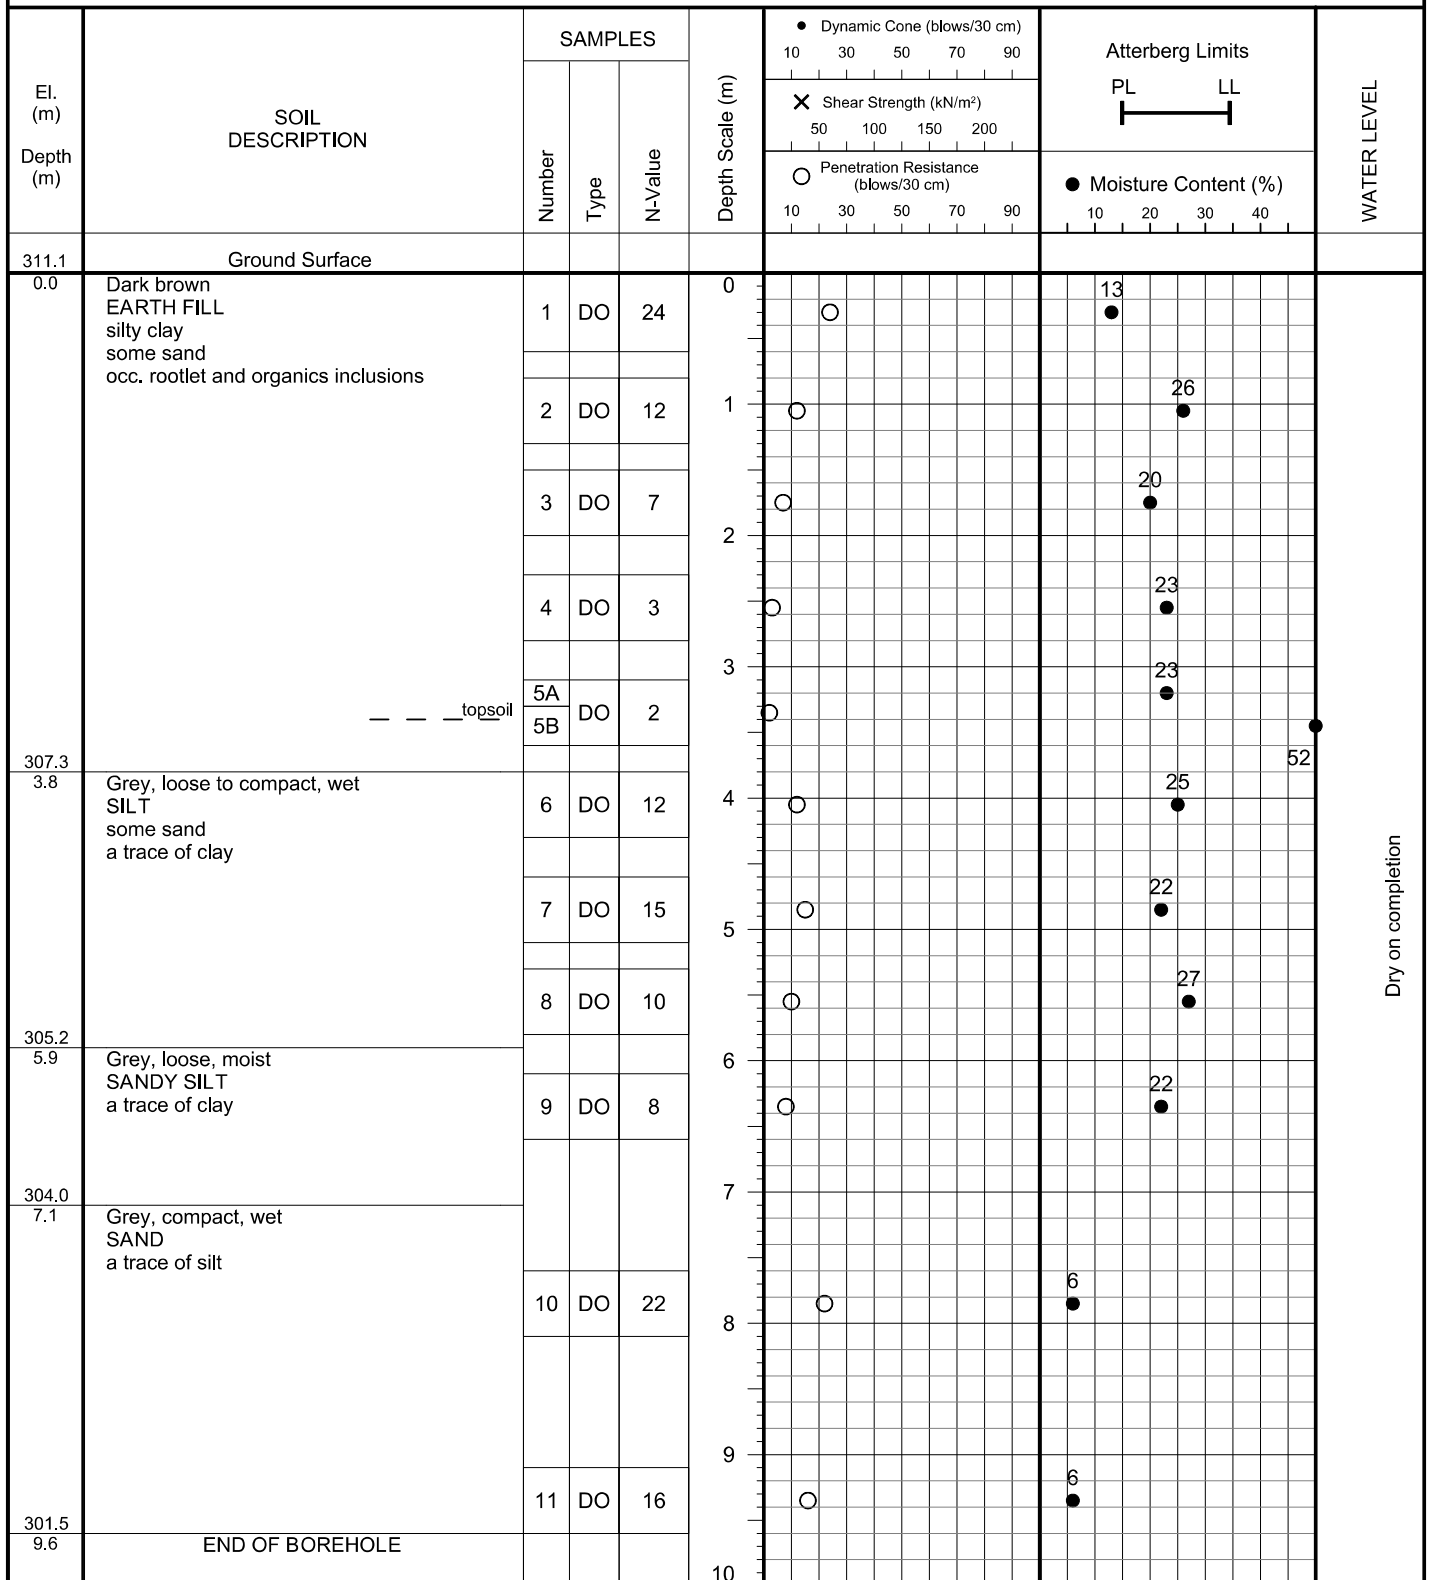 El.
(m)
Depth
(m)
SOIL
DESCRIPTION
SAMPLES
Number
Type
N-Value
Depth Scale (m)
● Dynamic Cone (blows/30 cm)
10 30 50 70 90
✕ Shear Strength (kN/m²)
50 100 150 200
○ Penetration Resistance
(blows/30 cm)
10 30 50 70 90
Atterberg Limits
PL LL
● Moisture Content (%)
10 20 30 40
WATER LEVEL
311.1 Ground Surface
0.0 Dark brown
EARTH FILL
silty clay
some sand
occ. rootlet and organics inclusions
1 DO 24
0
13
2 DO 12
1
26
3 DO 7
20
2
4 DO 3
23
3
23
5A
topsoil
5B
DO 2
52
307.3
3.8 Grey, loose to compact, wet
SILT
some sand
a trace of clay
6 DO 12
4
25
7 DO 15
22
5
8 DO 10
27
Dry on completion
305.2
5.9 Grey, loose, moist
SANDY SILT
a trace of clay
6
9 DO 8
22
7
304.0
7.1 Grey, compact, wet
SAND
a trace of silt
10 DO 22
6
8
9
11 DO 16
6
301.5
9.6 END OF BOREHOLE
10